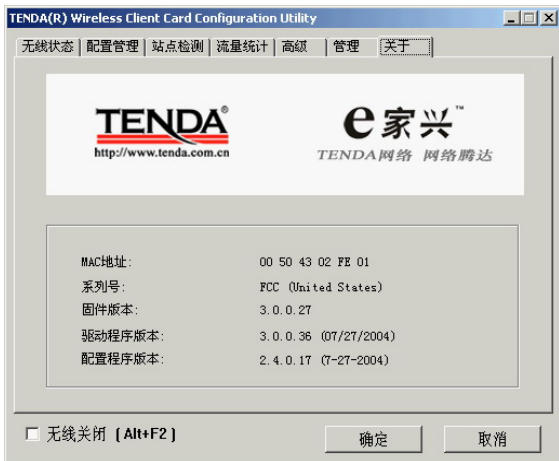 TENDA(R) Wireless Client Card Configuration Utility
无线状态 配置管理 站点检测 流量统计 高级 管理 关于
TENDA®
http://www.tenda.com.cn
e家兴™
TENDA网络 网络腾达
MAC地址: 00 50 43 02 FE 01
系列号: FCC (United States)
固件版本: 3.0.0.27
驱动程序版本: 3.0.0.36 (07/27/2004)
配置程序版本: 2.4.0.17 (7-27-2004)
无线关闭 (Alt+F2) 确定 取消